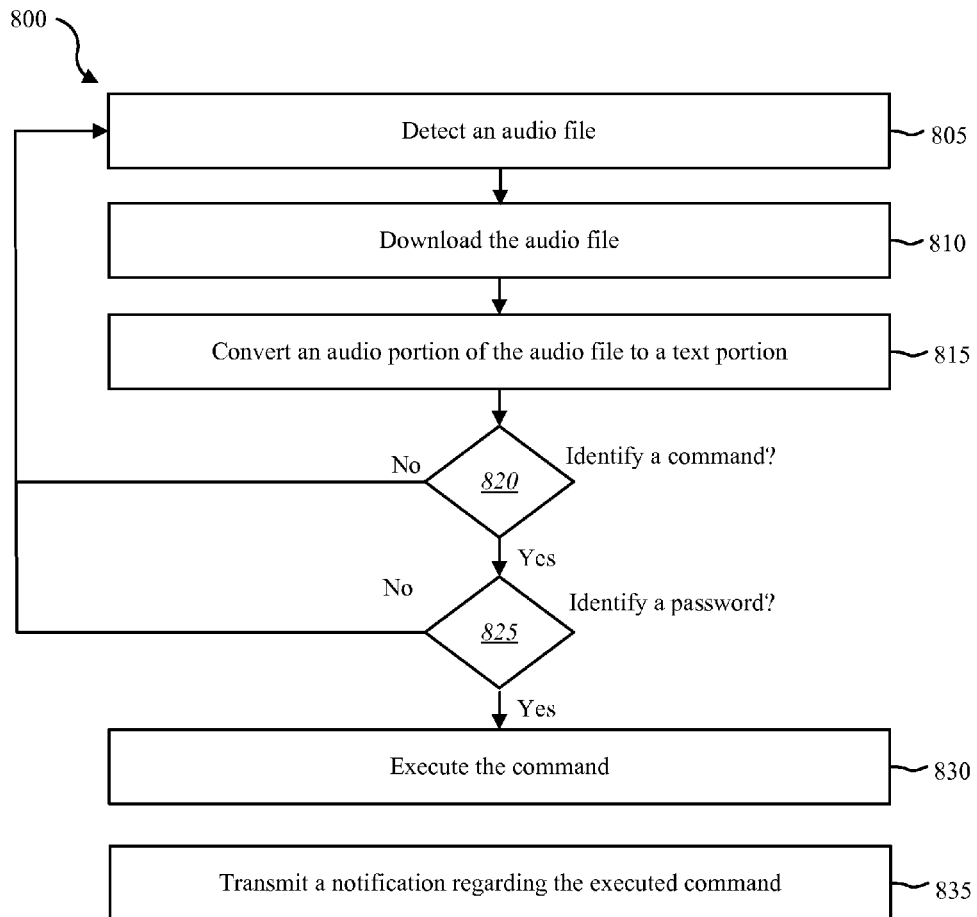 800
Detect an audio file
805
Download the audio file
810
Convert an audio portion of the audio file to a text portion
815
Identify a command?
No
820
Yes
No
Identify a password?
825
Yes
Execute the command
830
Transmit a notification regarding the executed command
835